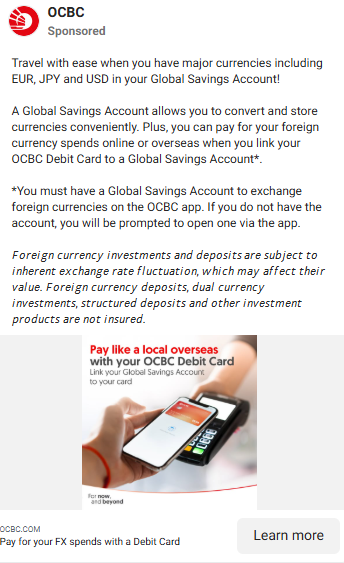 OCBC
Sponsored
Travel with ease when you have major currencies including
EUR, JPY and USD in your Global Savings Account!
A Global Savings Account allows you to convert and store
currencies conveniently. Plus, you can pay for your foreign
currency spends online or overseas when you link your
OCBC Debit Card to a Global Savings Account*.
*You must have a Global Savings Account to exchange
foreign currencies on the OCBC app. If you do not have the
account, you will be prompted to open one via the app.
Foreign currency investments and deposits are subject to
inherent exchange rate fluctuation, which may affect their
value. Foreign currency deposits, dual currency
investments, structured deposits and other investment
products are not insured.
Pay like a local overseas
with your OCBC Debit Card
Link your Global Savings Account
to your card
For now,
and beyond
OCBC.COM
Pay for your FX spends with a Debit Card
Learn more